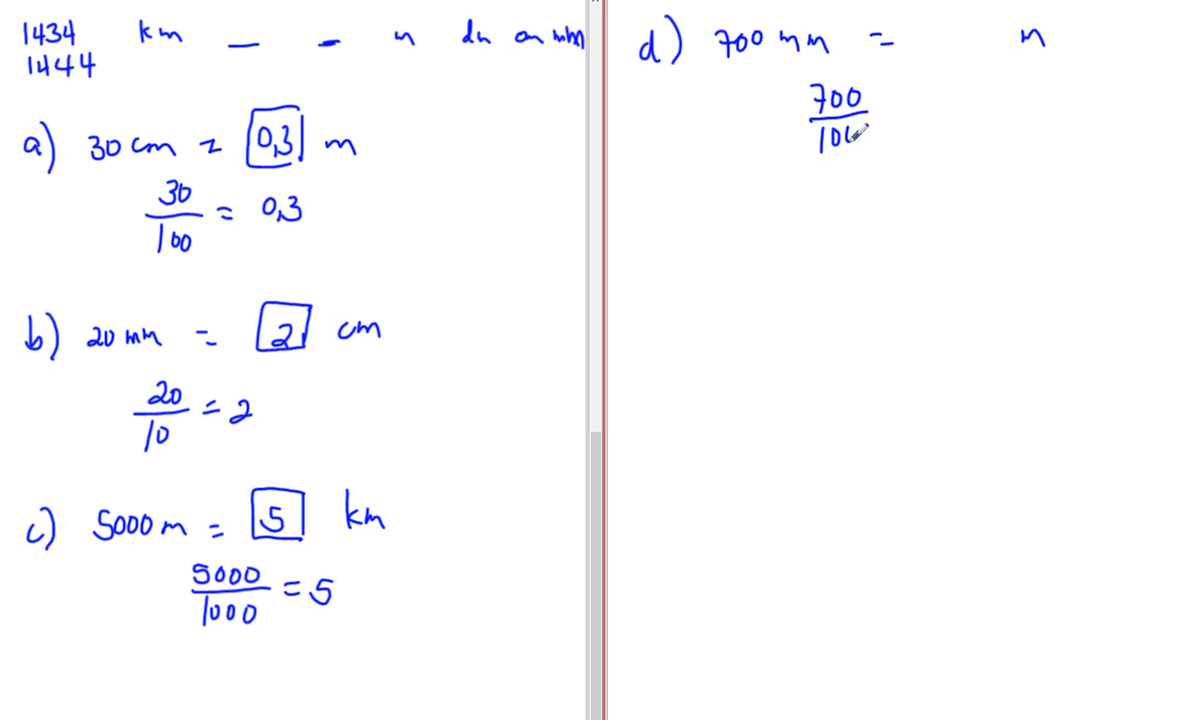 1434 km _ _ m dm cm mm
1444
a) 30 cm = 0,3 m
30
100
= 0,3
b) 20 mm = 2 cm
20
10
= 2
c) 5000 m = 5 km
5000
1000
= 5
d) 700 mm = m
700
100